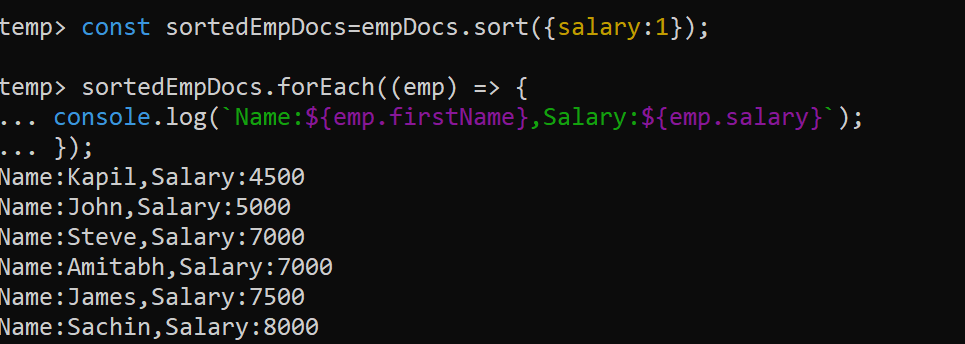 temp> const sortedEmpDocs=empDocs.sort({salary:1});
temp> sortedEmpDocs.forEach((emp) => {
... console.log(`Name:${emp.firstName},Salary:${emp.salary}`);
... });
Name:Kapil,Salary:4500
Name:John,Salary:5000
Name:Steve,Salary:7000
Name:Amitabh,Salary:7000
Name:James,Salary:7500
Name:Sachin,Salary:8000